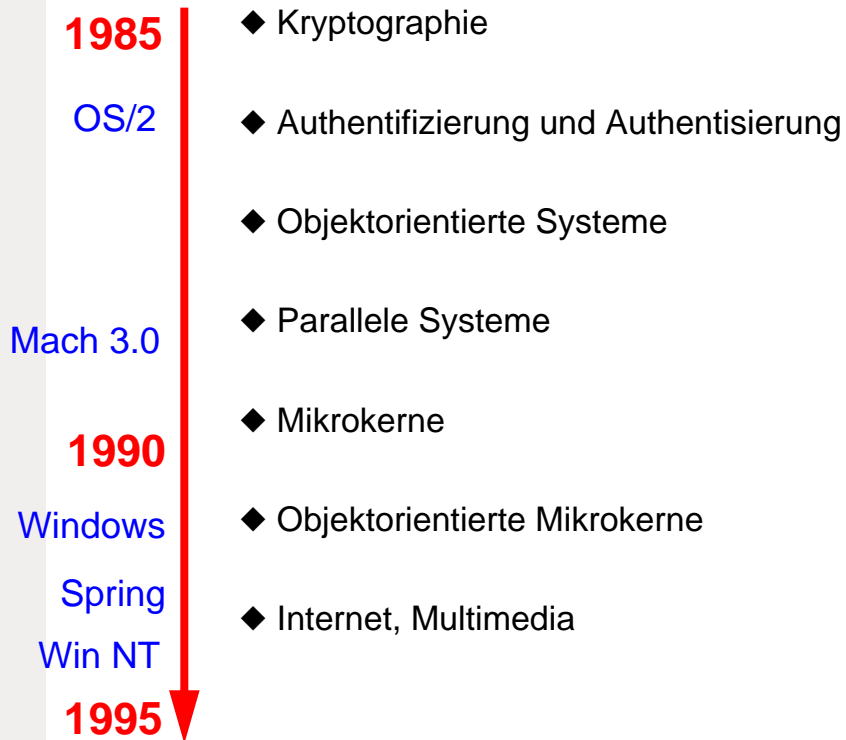 1985
◆ Kryptographie
OS/2
◆ Authentifizierung und Authentisierung
◆ Objektorientierte Systeme
Mach 3.0
◆ Parallele Systeme
◆ Mikrokerne
1990
Windows
◆ Objektorientierte Mikrokerne
Spring
◆ Internet, Multimedia
Win NT
1995